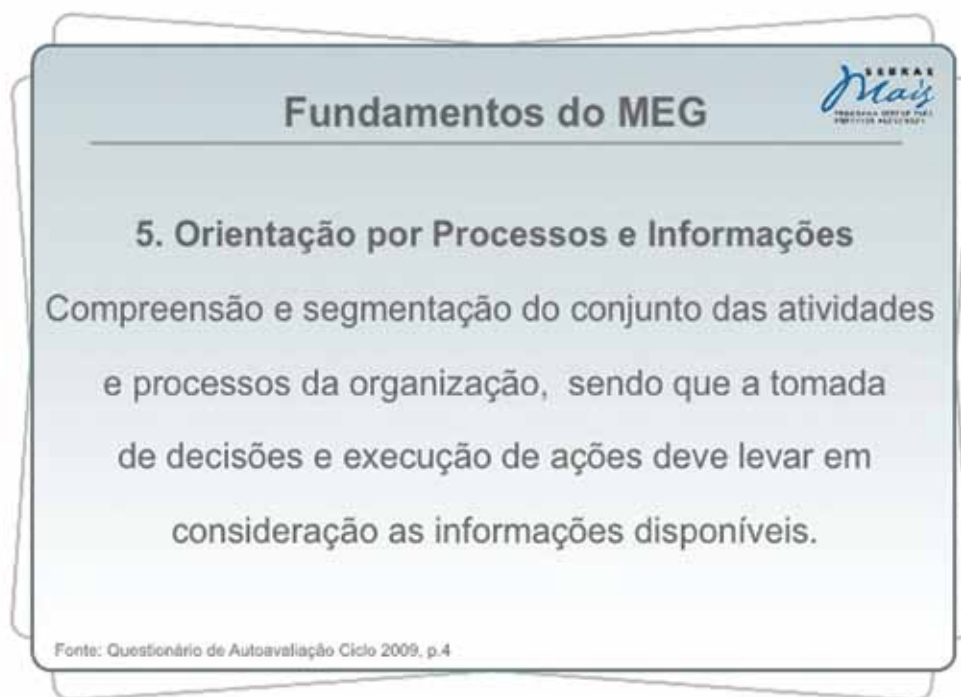 SEBRAE
Mais
Fundamentos do MEG
5. Orientação por Processos e Informações
Compreensão e segmentação do conjunto das atividades
e processos da organização, sendo que a tomada
de decisões e execução de ações deve levar em
consideração as informações disponíveis.
Fonte: Questionário de Autoavaliação Ciclo 2009, p.4